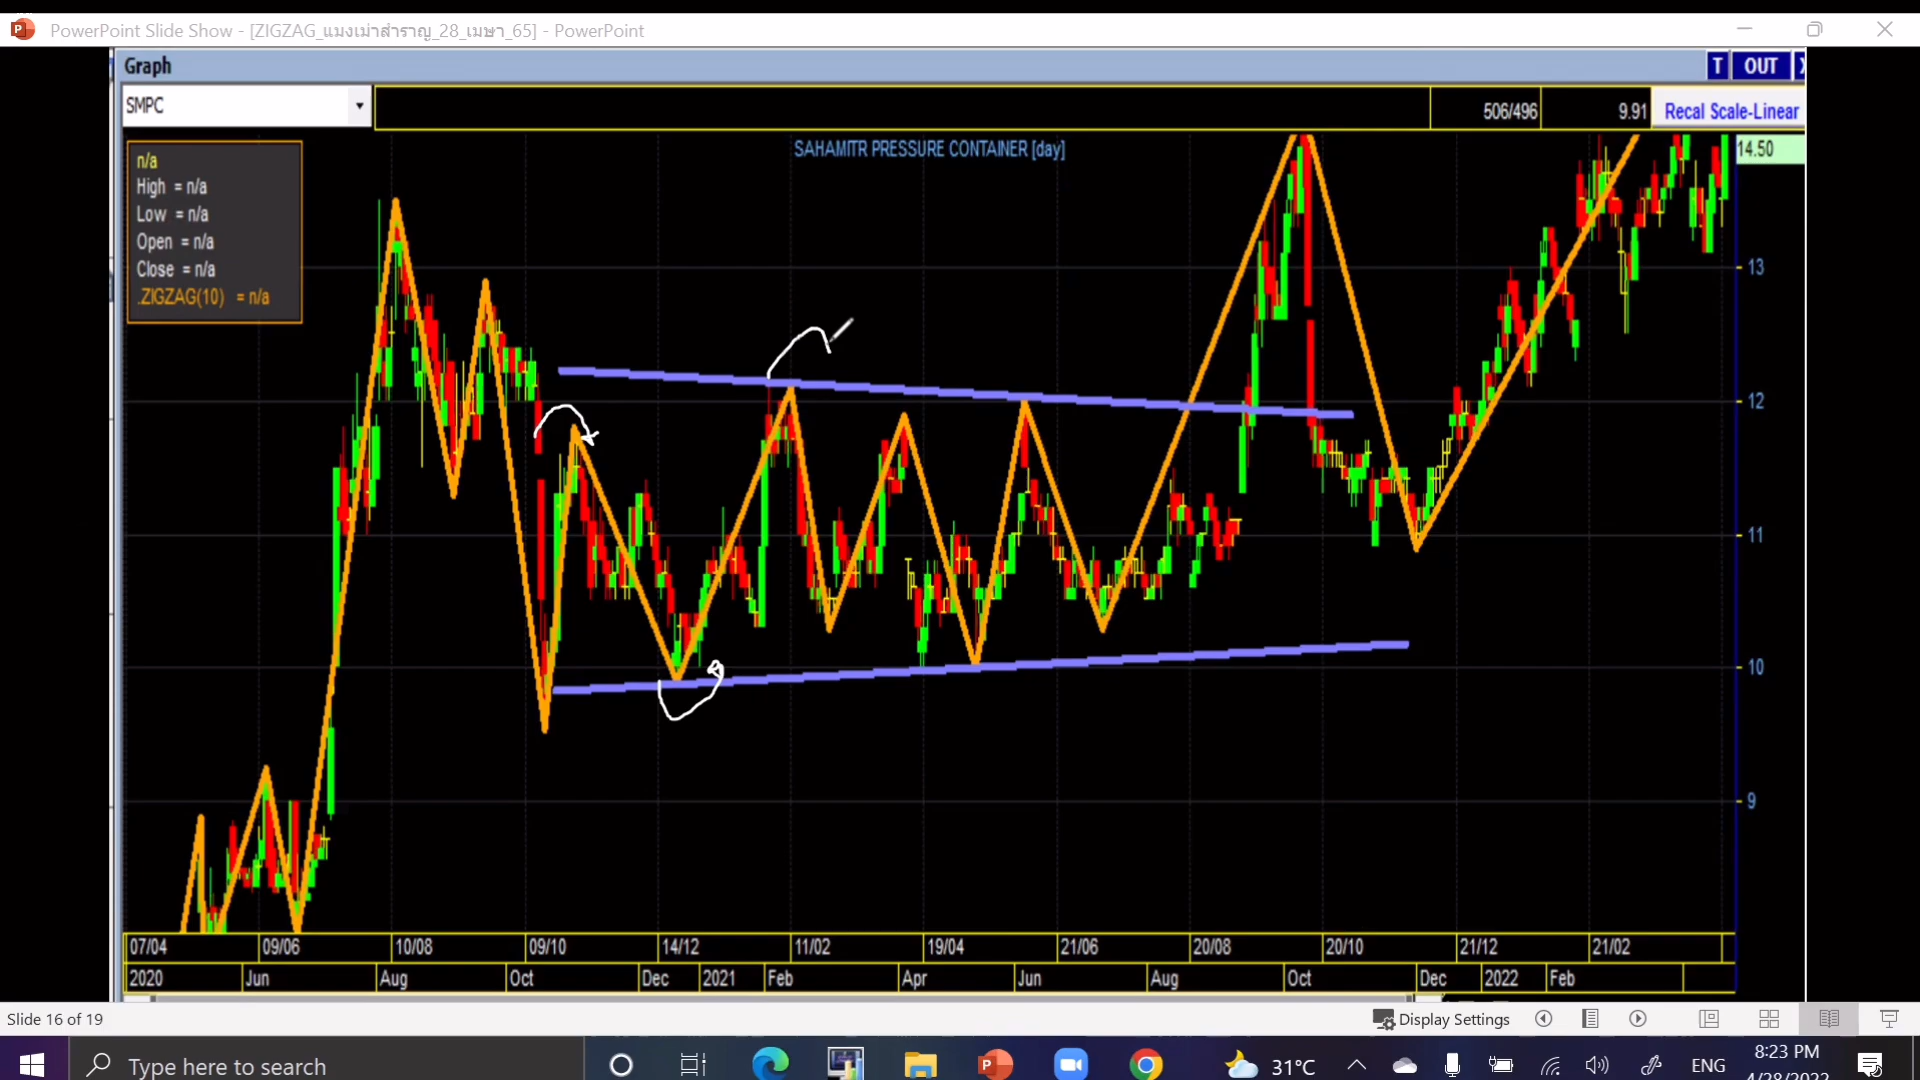 PowerPoint Slide Show - [ZIGZAG_แมงเม่าสำราญ_28_เมษา_65] - PowerPoint
Graph
T OUT
SMPC
506/496 9.91 Recal Scale-Linear
SAHAMITR PRESSURE CONTAINER [day]
14.50
n/a
High = n/a
Low = n/a
Open = n/a
Close = n/a
.ZIGZAG(10) = n/a
13
12
11
10
9
07/04 09/06 10/08 09/10 14/12 11/02 19/04 21/06 20/08 20/10 21/12 21/02
2020 Jun Aug Oct Dec 2021 Feb Apr Jun Aug Oct Dec 2022 Feb
Slide 16 of 19
Display Settings
Type here to search
31°C
ENG
8:23 PM
4/28/2022